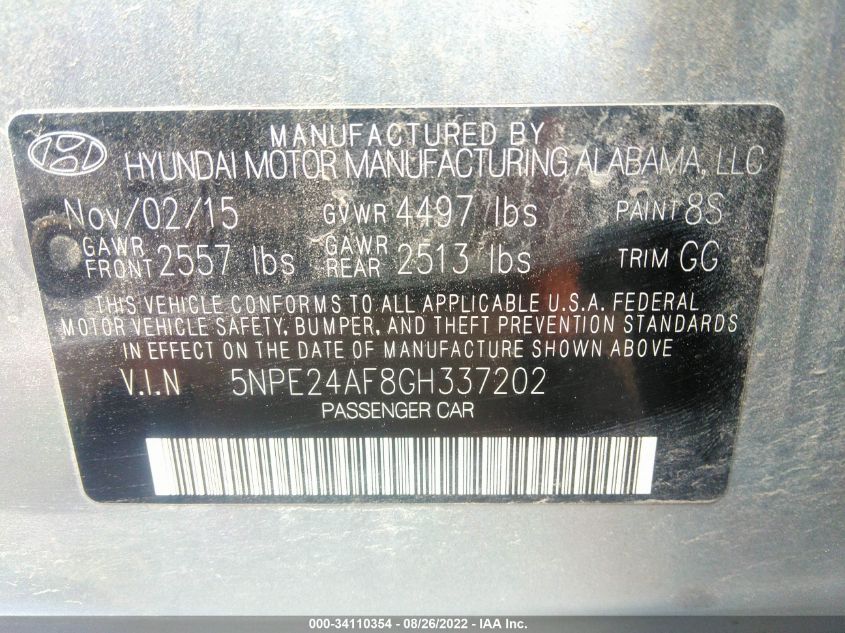 MANUFACTURED BY
HYUNDAI MOTOR MANUFACTURING ALABAMA, LLC
Nov/02/15 GVWR 4497 lbs PAINT 8S
GAWR FRONT 2557 lbs GAWR REAR 2513 lbs TRIM GG
THIS VEHICLE CONFORMS TO ALL APPLICABLE U.S.A. FEDERAL
MOTOR VEHICLE SAFETY, BUMPER, AND THEFT PREVENTION STANDARDS
IN EFFECT ON THE DATE OF MANUFACTURE SHOWN ABOVE.
V.I.N 5NPE24AF8GH337202
PASSENGER CAR
000-34110354 - 08/26/2022 - IAA Inc.